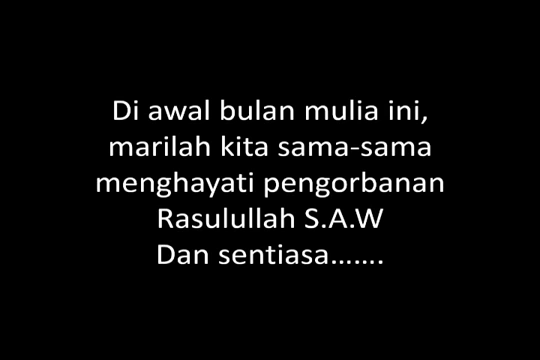 Di awal bulan mulia ini,
marilah kita sama-sama
menghayati pengorbanan
Rasulullah S.A.W
Dan sentiasa.......